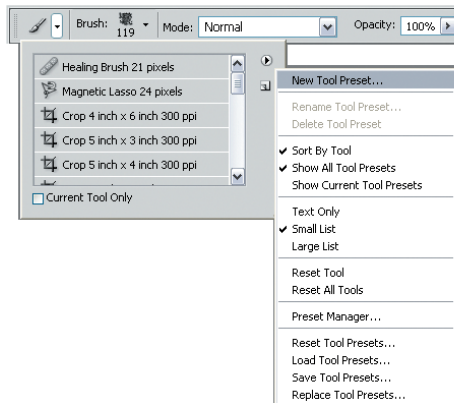 Brush: 119 Mode: Normal Opacity: 100%
Healing Brush 21 pixels
Magnetic Lasso 24 pixels
Crop 4 inch x 6 inch 300 ppi
Crop 5 inch x 3 inch 300 ppi
Crop 5 inch x 4 inch 300 ppi
Current Tool Only
New Tool Preset...
Rename Tool Preset...
Delete Tool Preset
Sort By Tool
Show All Tool Presets
Show Current Tool Presets
Text Only
Small List
Large List
Reset Tool
Reset All Tools
Preset Manager...
Reset Tool Presets...
Load Tool Presets...
Save Tool Presets...
Replace Tool Presets...